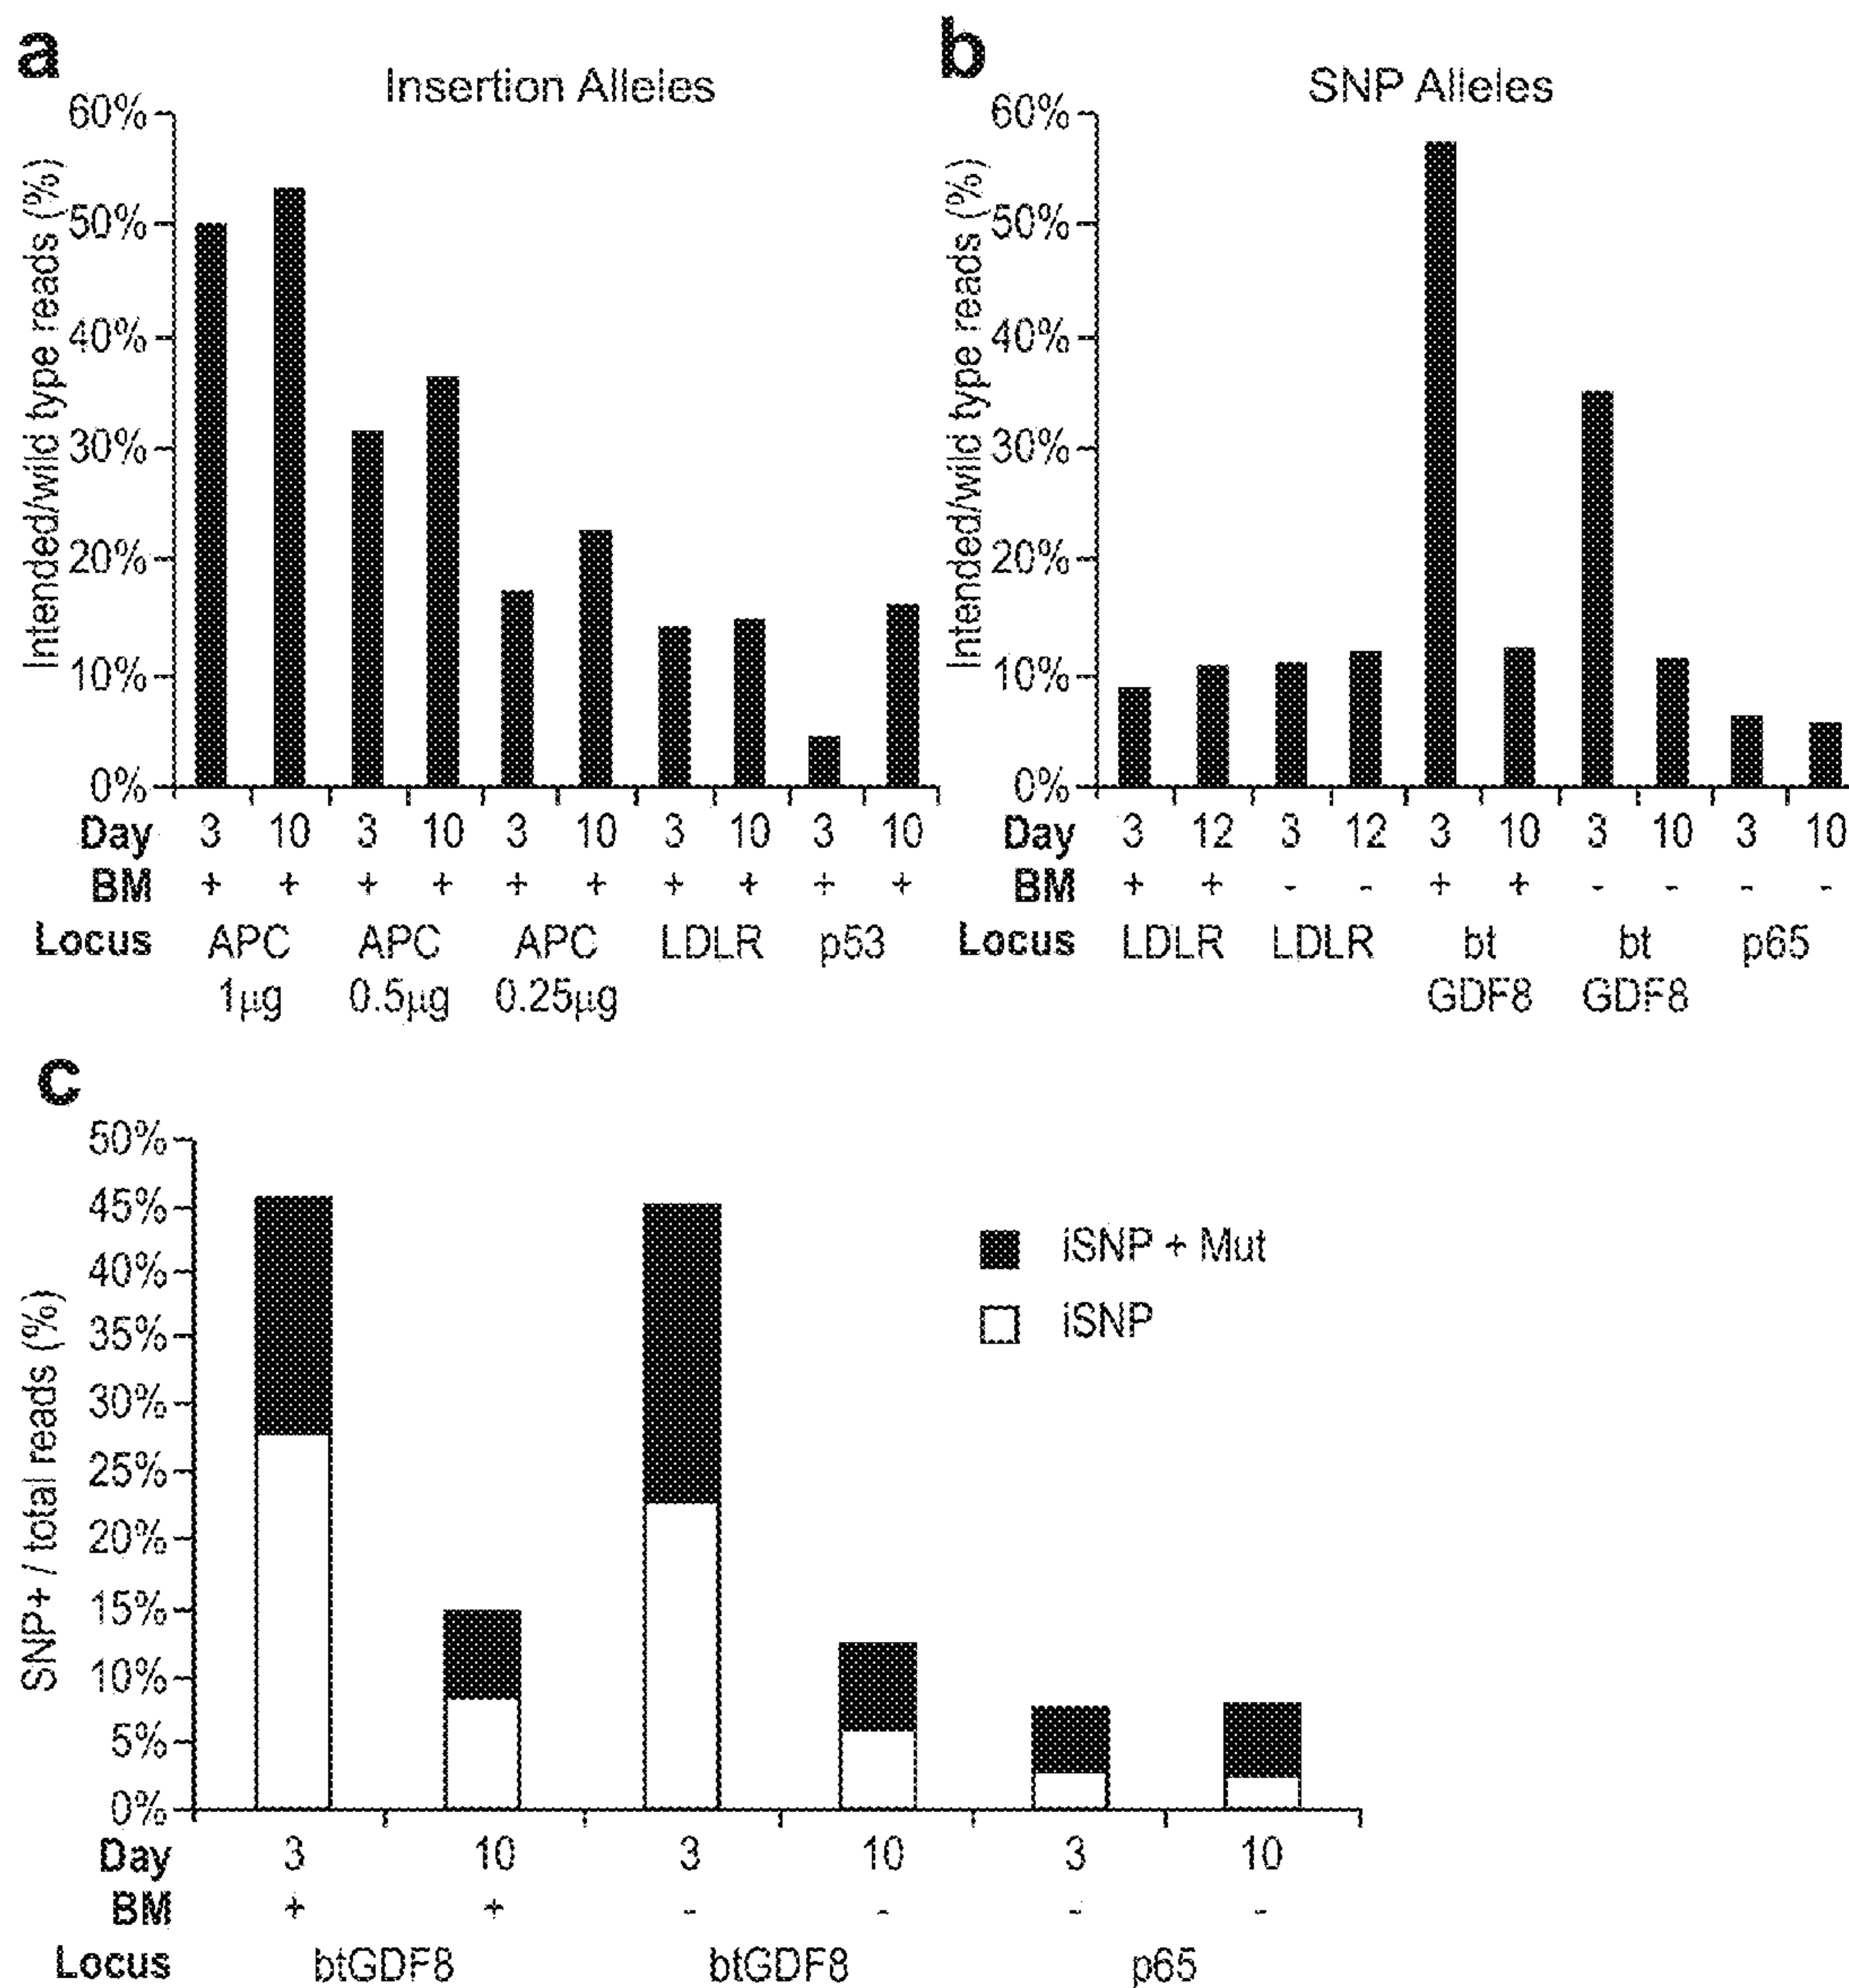 a
Insertion Alleles
Intended/wild type reads (%)
60%
50%
40%
30%
20%
10%
0%
Day 3 10 3 10 3 10 3 10 3 10
BM + + + + + + + + + +
Locus APC APC APC LDLR p53
1µg 0.5µg 0.25µg
b
SNP Alleles
Intended/wild type reads (%)
60%
50%
40%
30%
20%
10%
0%
Day 3 12 3 12 3 10 3 10 3 10
BM + + - - + + - - - -
Locus LDLR LDLR bt bt p65
GDF8 GDF8
c
SNP+ / total reads (%)
50%
45%
40%
35%
30%
25%
20%
15%
10%
5%
0%
iSNP + Mut
iSNP
Day 3 10 3 10 3 10
BM + + - - - -
Locus btGDF8 btGDF8 p65